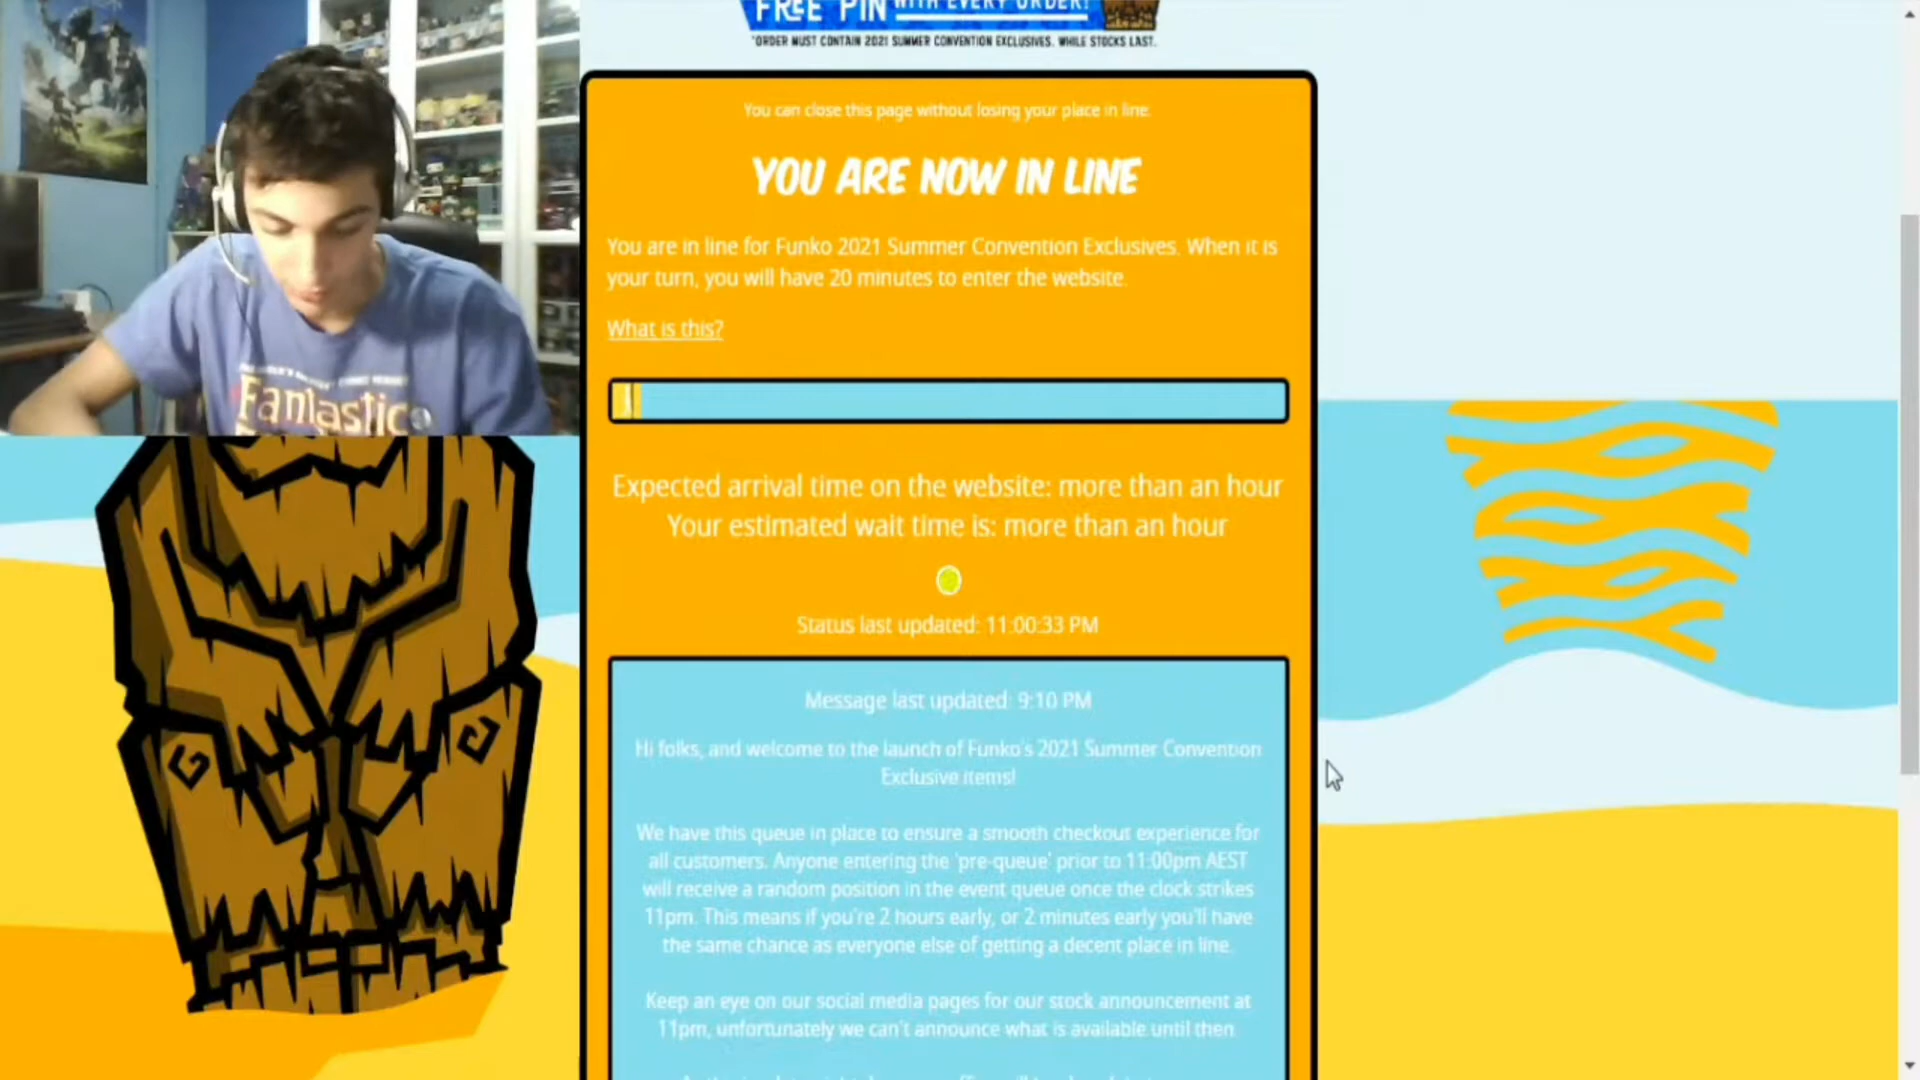 FREE PIN WITH EVERY ORDER!
*ORDER MUST CONTAIN 2021 SUMMER CONVENTION EXCLUSIVES. WHILE STOCKS LAST.
You can close this page without losing your place in line.
YOU ARE NOW IN LINE
You are in line for Funko 2021 Summer Convention Exclusives. When it is
your turn, you will have 20 minutes to enter the website.
What is this?
Fantastic
Expected arrival time on the website: more than an hour
Your estimated wait time is: more than an hour
Status last updated: 11:00:33 PM
Message last updated: 9:10 PM
Hi folks, and welcome to the launch of Funko's 2021 Summer Convention
Exclusive items!
We have this queue in place to ensure a smooth checkout experience for
all customers. Anyone entering the 'pre-queue' prior to 11:00pm AEST
will receive a random position in the event queue once the clock strikes
11pm. This means if you're 2 hours early, or 2 minutes early you'll have
the same chance as everyone else of getting a decent place in line.
Keep an eye on our social media pages for our stock announcement at
11pm, unfortunately we can't announce what is available until then